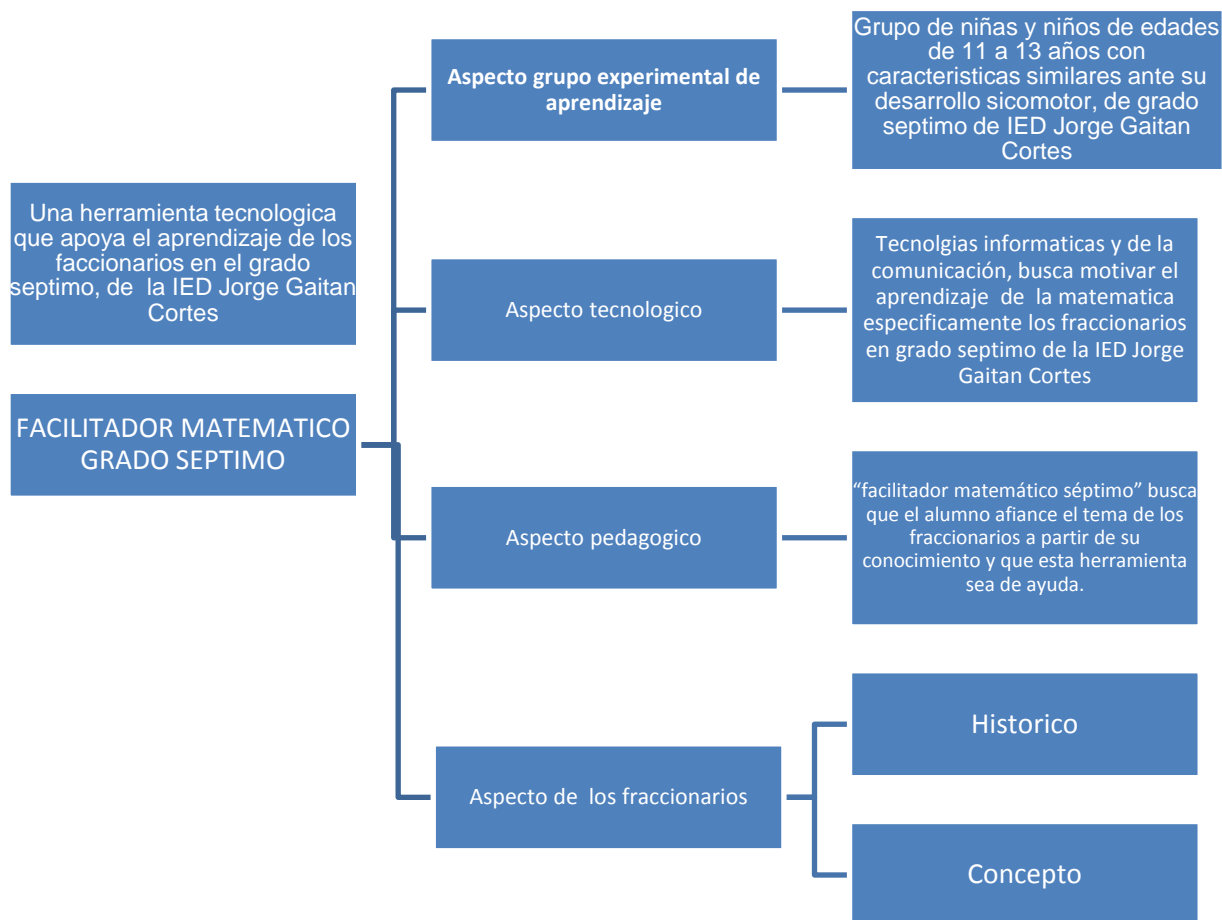 Una herramienta tecnologica
que apoya el aprendizaje de los
faccionarios en el grado
septimo, de la IED Jorge Gaitan
Cortes
FACILITADOR MATEMATICO
GRADO SEPTIMO
Aspecto grupo experimental de
aprendizaje
Grupo de niñas y niños de edades
de 11 a 13 años con
caracteristicas similares ante su
desarrollo sicomotor, de grado
septimo de IED Jorge Gaitan
Cortes
Aspecto tecnologico
Tecnolgias informaticas y de la
comunicación, busca motivar el
aprendizaje de la matematica
especificamente los fraccionarios
en grado septimo de la IED Jorge
Gaitan Cortes
Aspecto pedagogico
“facilitador matemático séptimo” busca
que el alumno afiance el tema de los
fraccionarios a partir de su
conocimiento y que esta herramienta
sea de ayuda.
Aspecto de los fraccionarios
Historico
Concepto